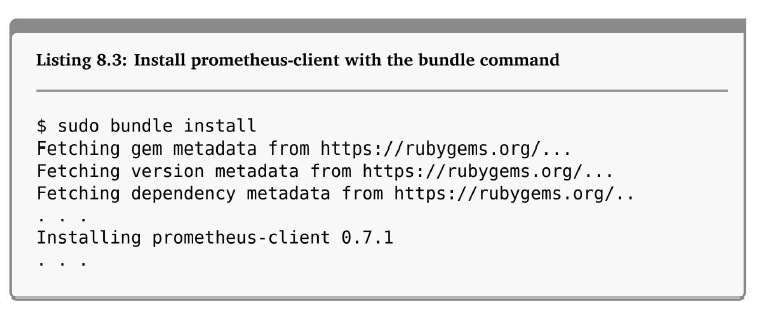 Listing 8.3: Install prometheus-client with the bundle command
$ sudo bundle install
Fetching gem metadata from https://rubygems.org/...
Fetching version metadata from https://rubygems.org/...
Fetching dependency metadata from https://rubygems.org/..
. . .
Installing prometheus-client 0.7.1
. . .